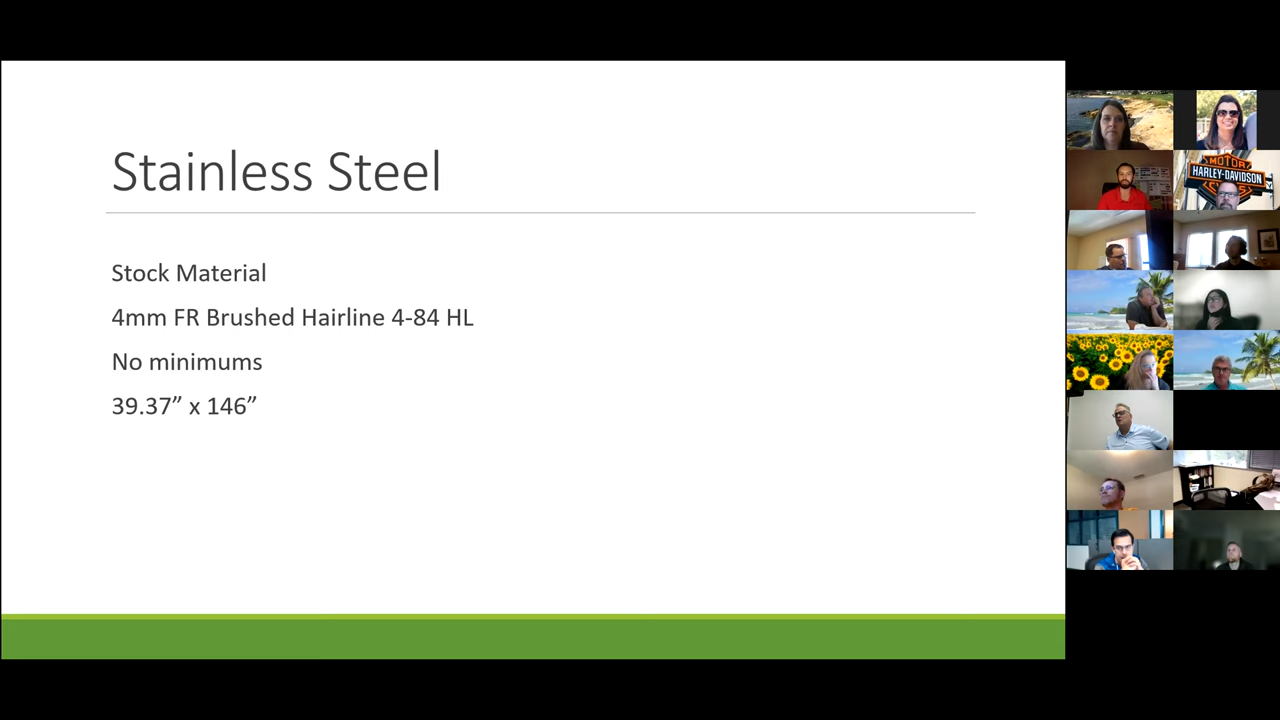 Stainless Steel
Stock Material
4mm FR Brushed Hairline 4-84 HL
No minimums
39.37” x 146”
MOTOR
HARLEY-DAVIDSON